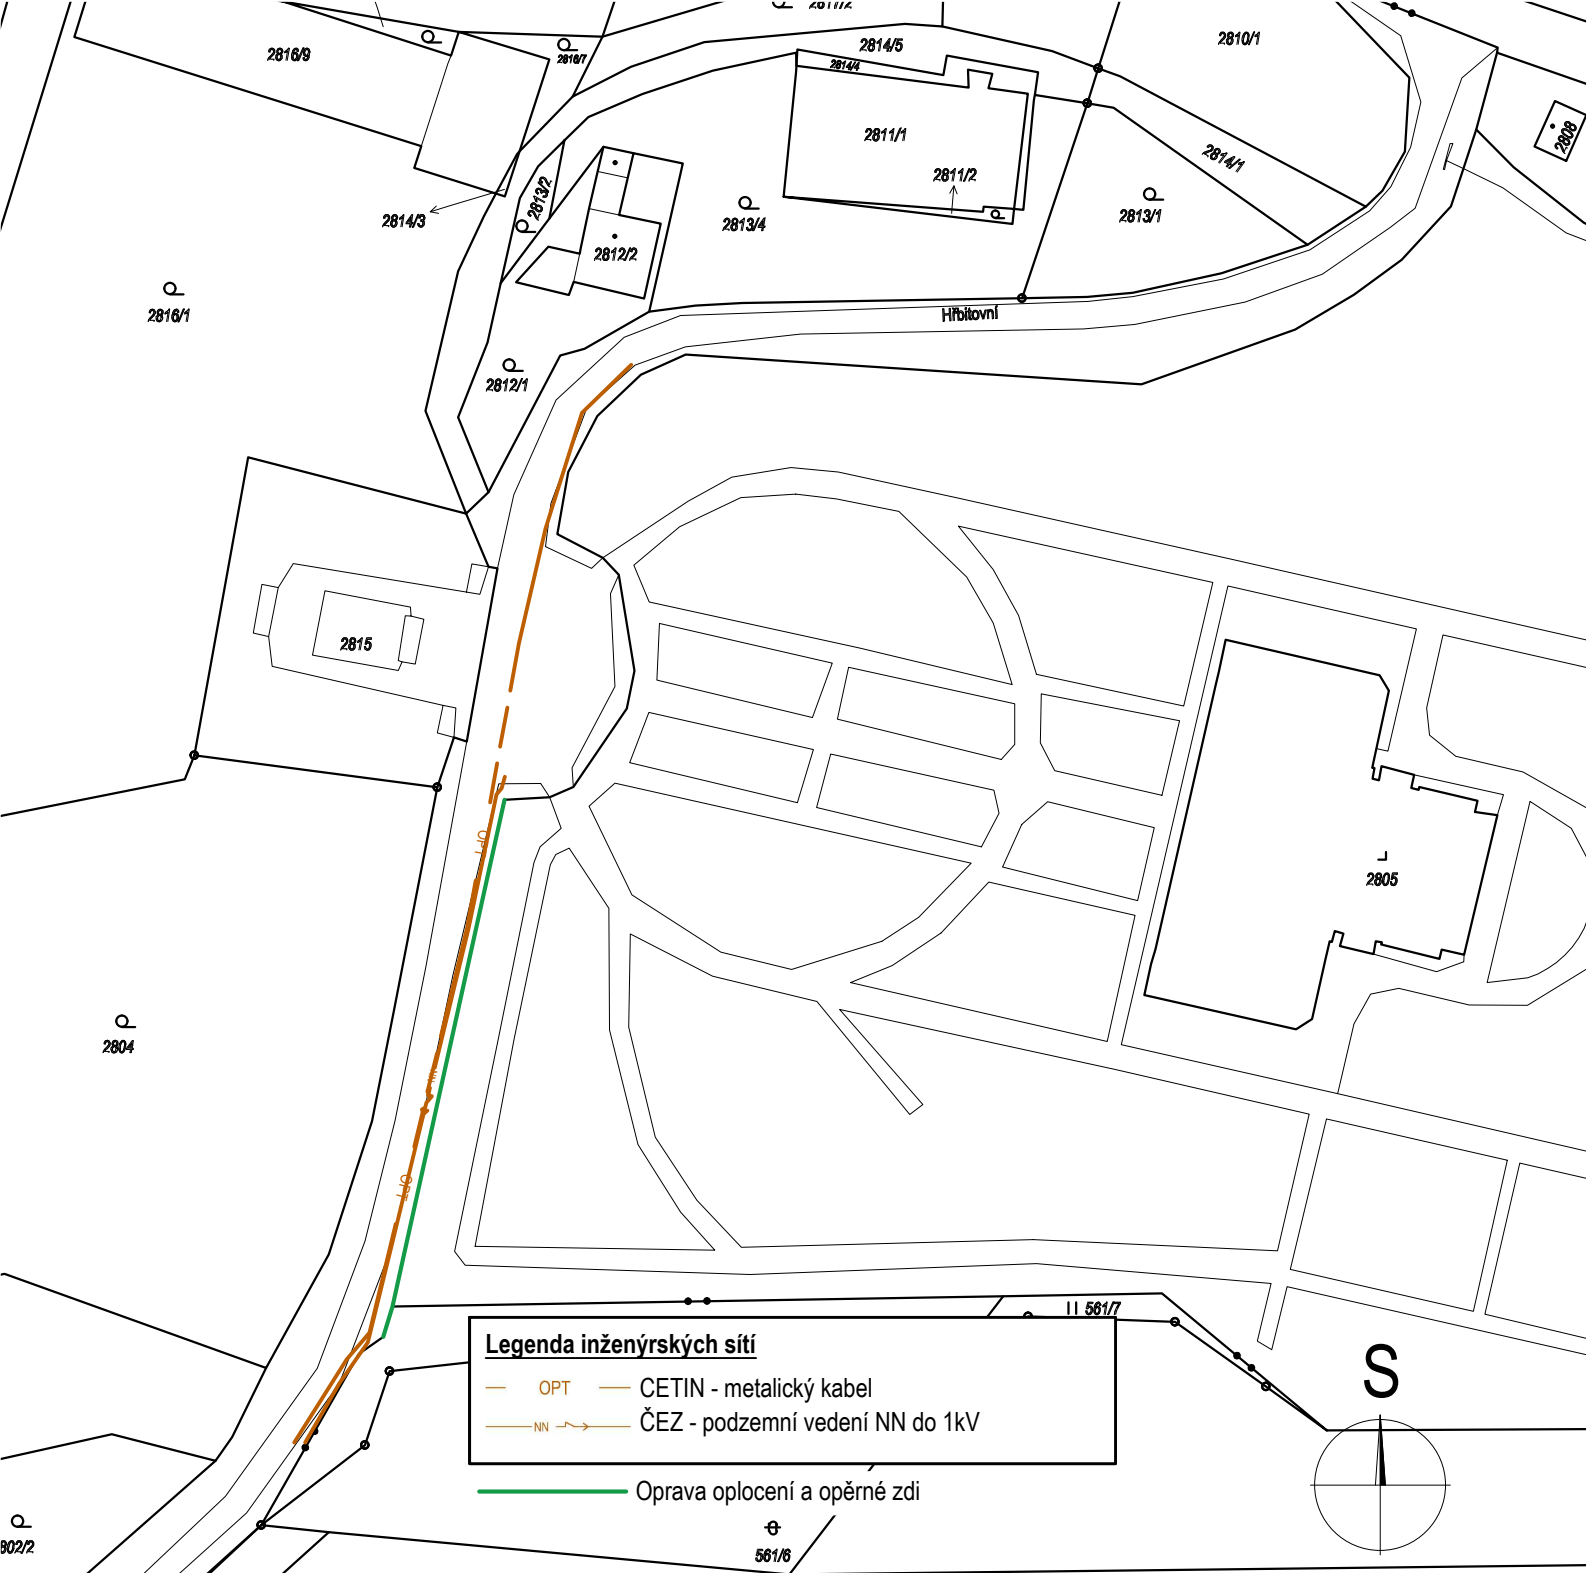 2811/2
2816/9
2816/7
2814/5
2814/4
2810/1
2811/1
2808
2814/1
2811/2
2813/2
2814/3
2813/4
2813/1
2812/2
2816/1
Hřbitovní
2812/1
2815
OPT
2805
2804
NN
OPT
561/7
Legenda inženýrských sítí
OPT CETIN - metalický kabel
NN ČEZ - podzemní vedení NN do 1kV
S
Oprava oplocení a opěrné zdi
802/2
561/6